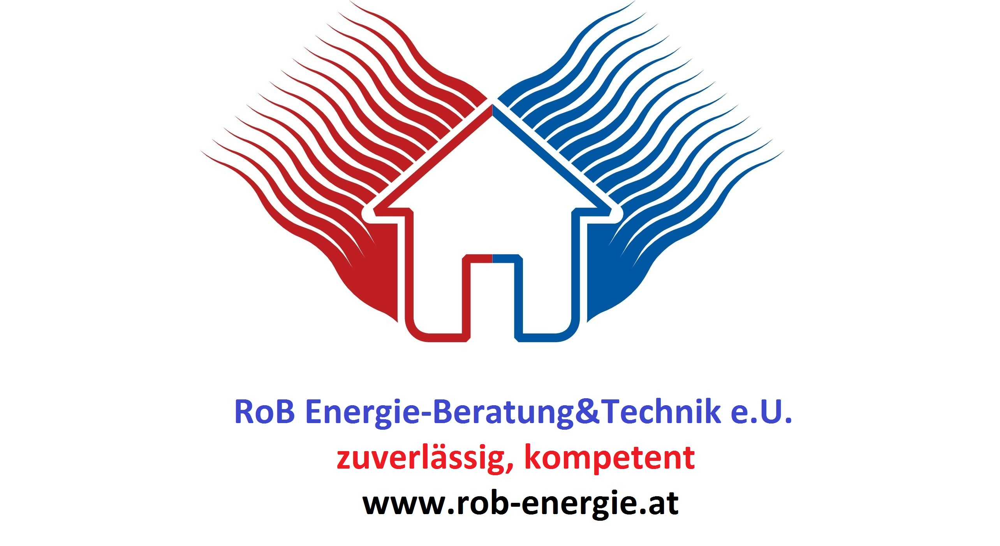 RoB Energie-Beratung&Technik e.U.
zuverlässig, kompetent
www.rob-energie.at